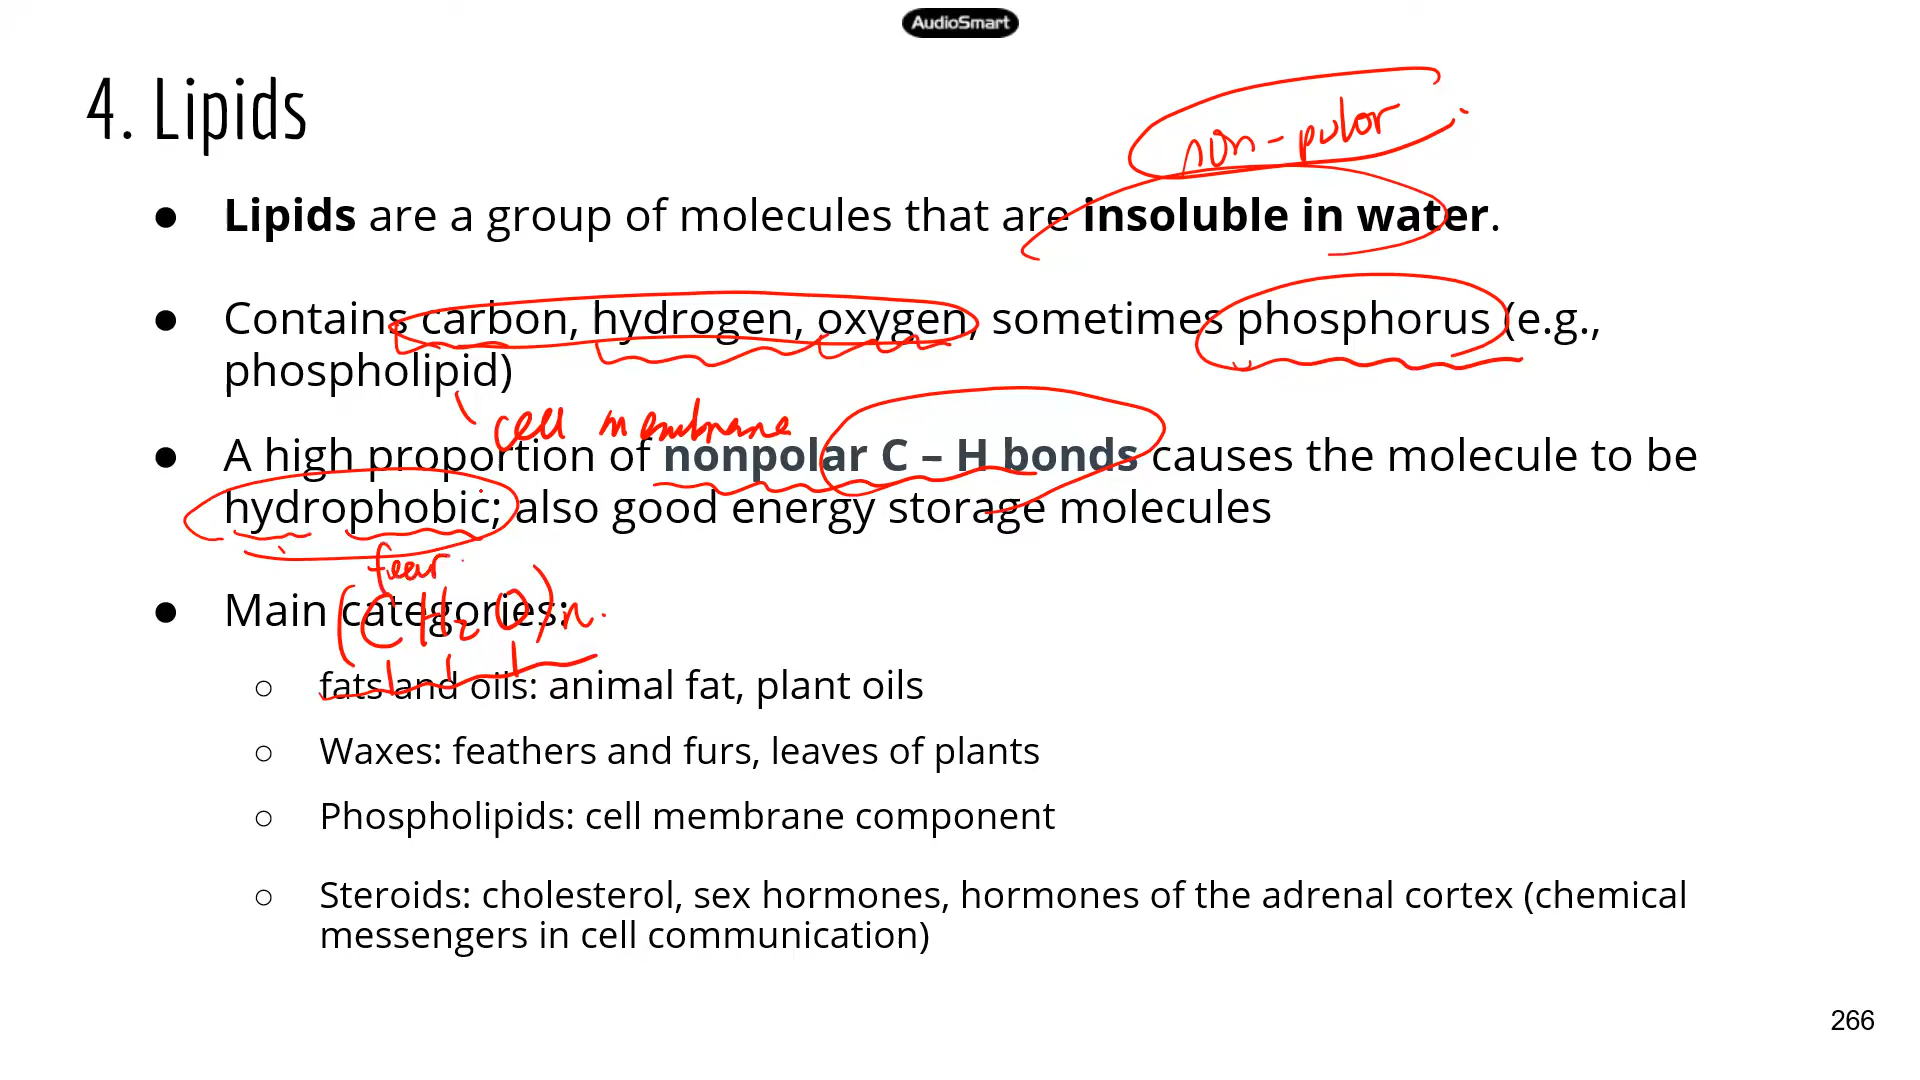 AudioSmart
4. Lipids
non-polar
● Lipids are a group of molecules that are insoluble in water.
● Contains carbon, hydrogen, oxygen, sometimes phosphorus (e.g.,
phospholipid)
cell membrane
● A high proportion of nonpolar C – H bonds causes the molecule to be
hydrophobic; also good energy storage molecules
fear
(CH₂O)n
● Main categories:
○ fats and oils: animal fat, plant oils
○ Waxes: feathers and furs, leaves of plants
○ Phospholipids: cell membrane component
○ Steroids: cholesterol, sex hormones, hormones of the adrenal cortex (chemical
messengers in cell communication)
266